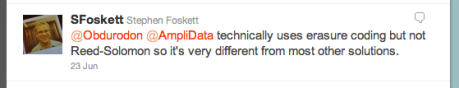 SFoskett Stephen Foskett
@Obdurodon @AmpliData technically uses erasure coding but not
Reed-Solomon so it's very different from most other solutions.
23 Jun